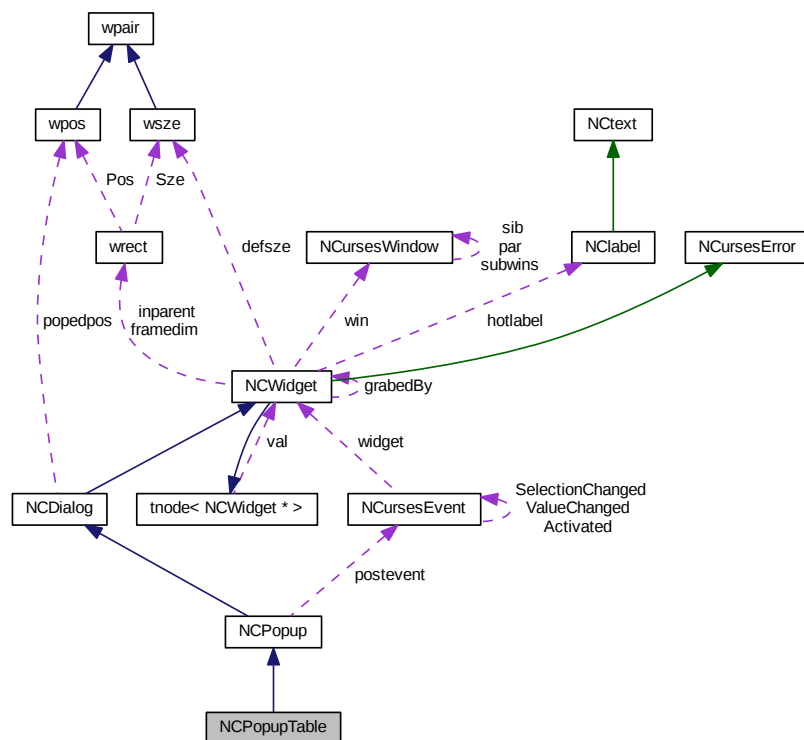 wpair
wpos
wsze
NCtext
Pos
Sze
wrect
defsze
NCursesWindow
sib
par
subwins
NClabel
NCursesError
popedpos
inparent
framedim
win
hotlabel
NCWidget
grabedBy
val
widget
NCDialog
tnode< NCWidget * >
NCursesEvent
SelectionChanged
ValueChanged
Activated
postevent
NCPopup
NCPopupTable